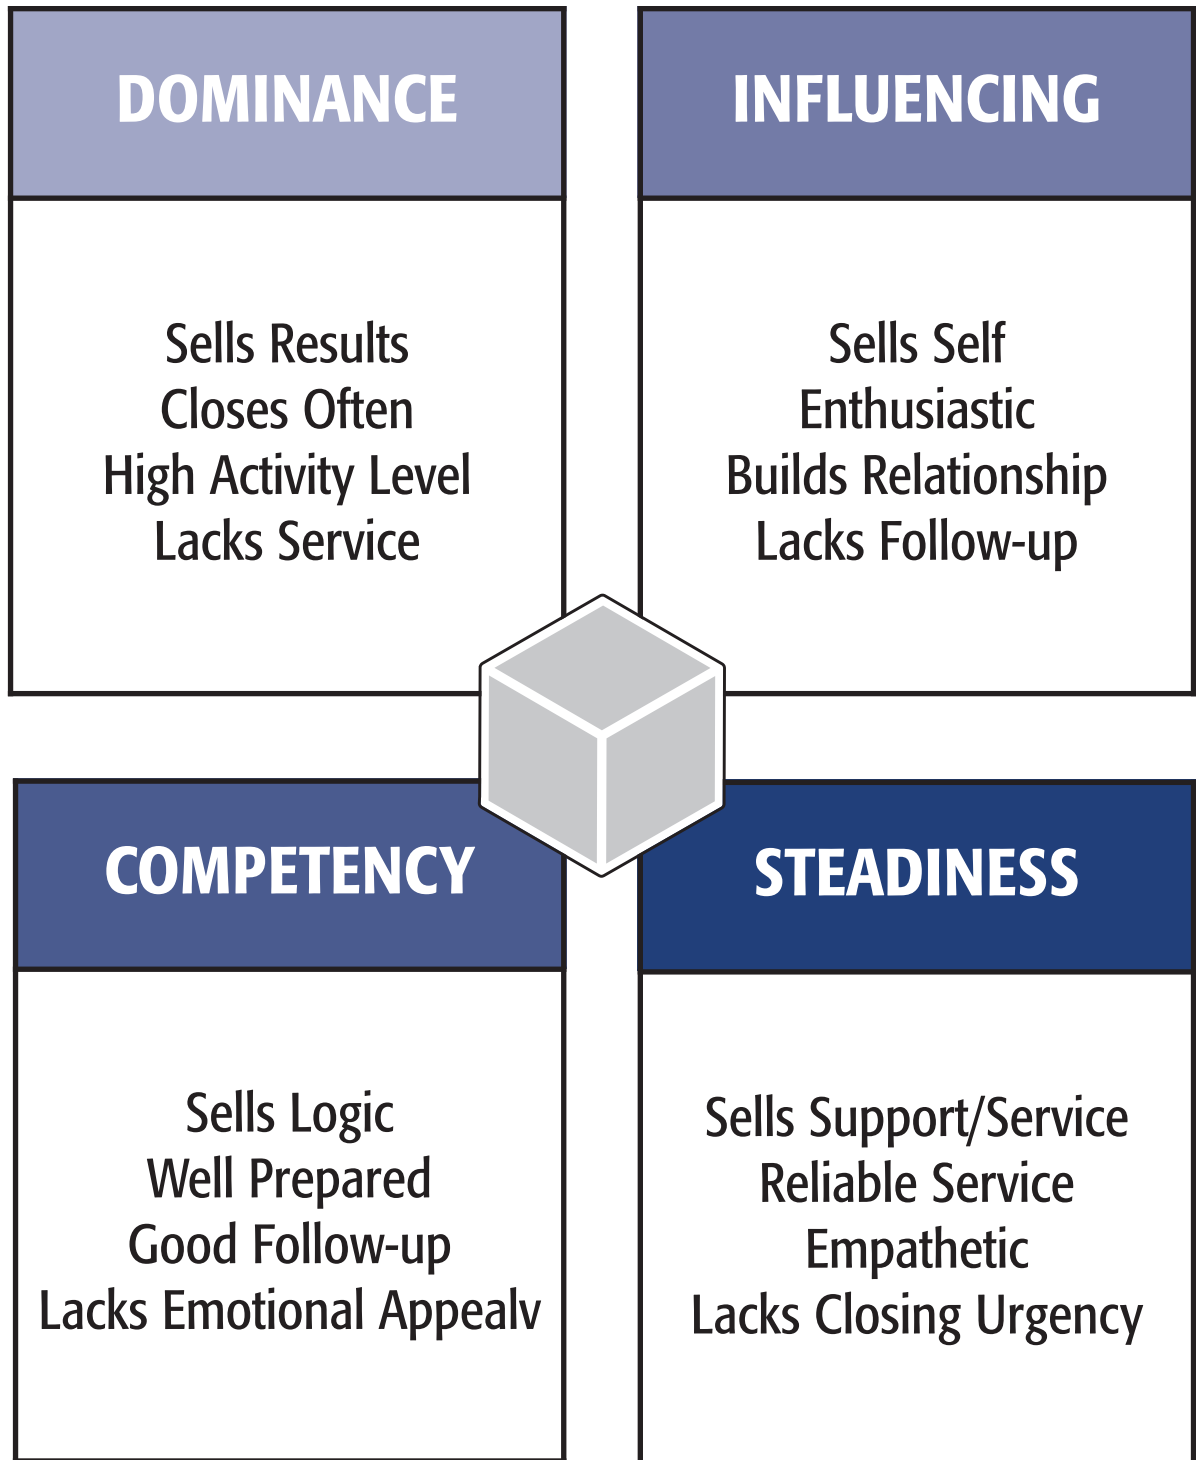 DOMINANCE
Sells Results
Closes Often
High Activity Level
Lacks Service
INFLUENCING
Sells Self
Enthusiastic
Builds Relationship
Lacks Follow-up
COMPETENCY
Sells Logic
Well Prepared
Good Follow-up
Lacks Emotional Appealv
STEADINESS
Sells Support/Service
Reliable Service
Empathetic
Lacks Closing Urgency